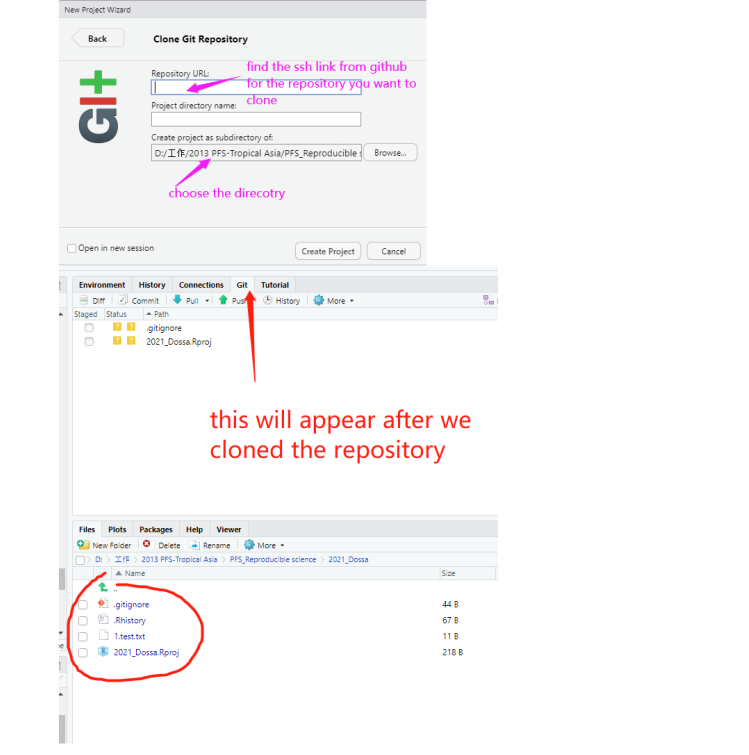 New Project Wizard
Back
Clone Git Repository
Repository URL:
find the ssh link from github
for the repository you want to
clone
Project directory name:
Create project as subdirectory of:
D:/工作/2013 PFS-Tropical Asia/PFS_Reproducible s
Browse...
choose the direcotry
GIt
Open in new session
Create Project
Cancel
Environment History Connections Git Tutorial
Diff Commit Pull Push History More
Staged Status Path
.gitignore
2021_Dossa.Rproj
this will appear after we
cloned the repository
Files Plots Packages Help Viewer
New Folder Delete Rename More
D: 工作 2013 PFS-Tropical Asia PFS_Reproducible science 2021_Dossa
Name Size
..
.gitignore 44 B
.Rhistory 67 B
1.test.txt 11 B
2021_Dossa.Rproj 218 B